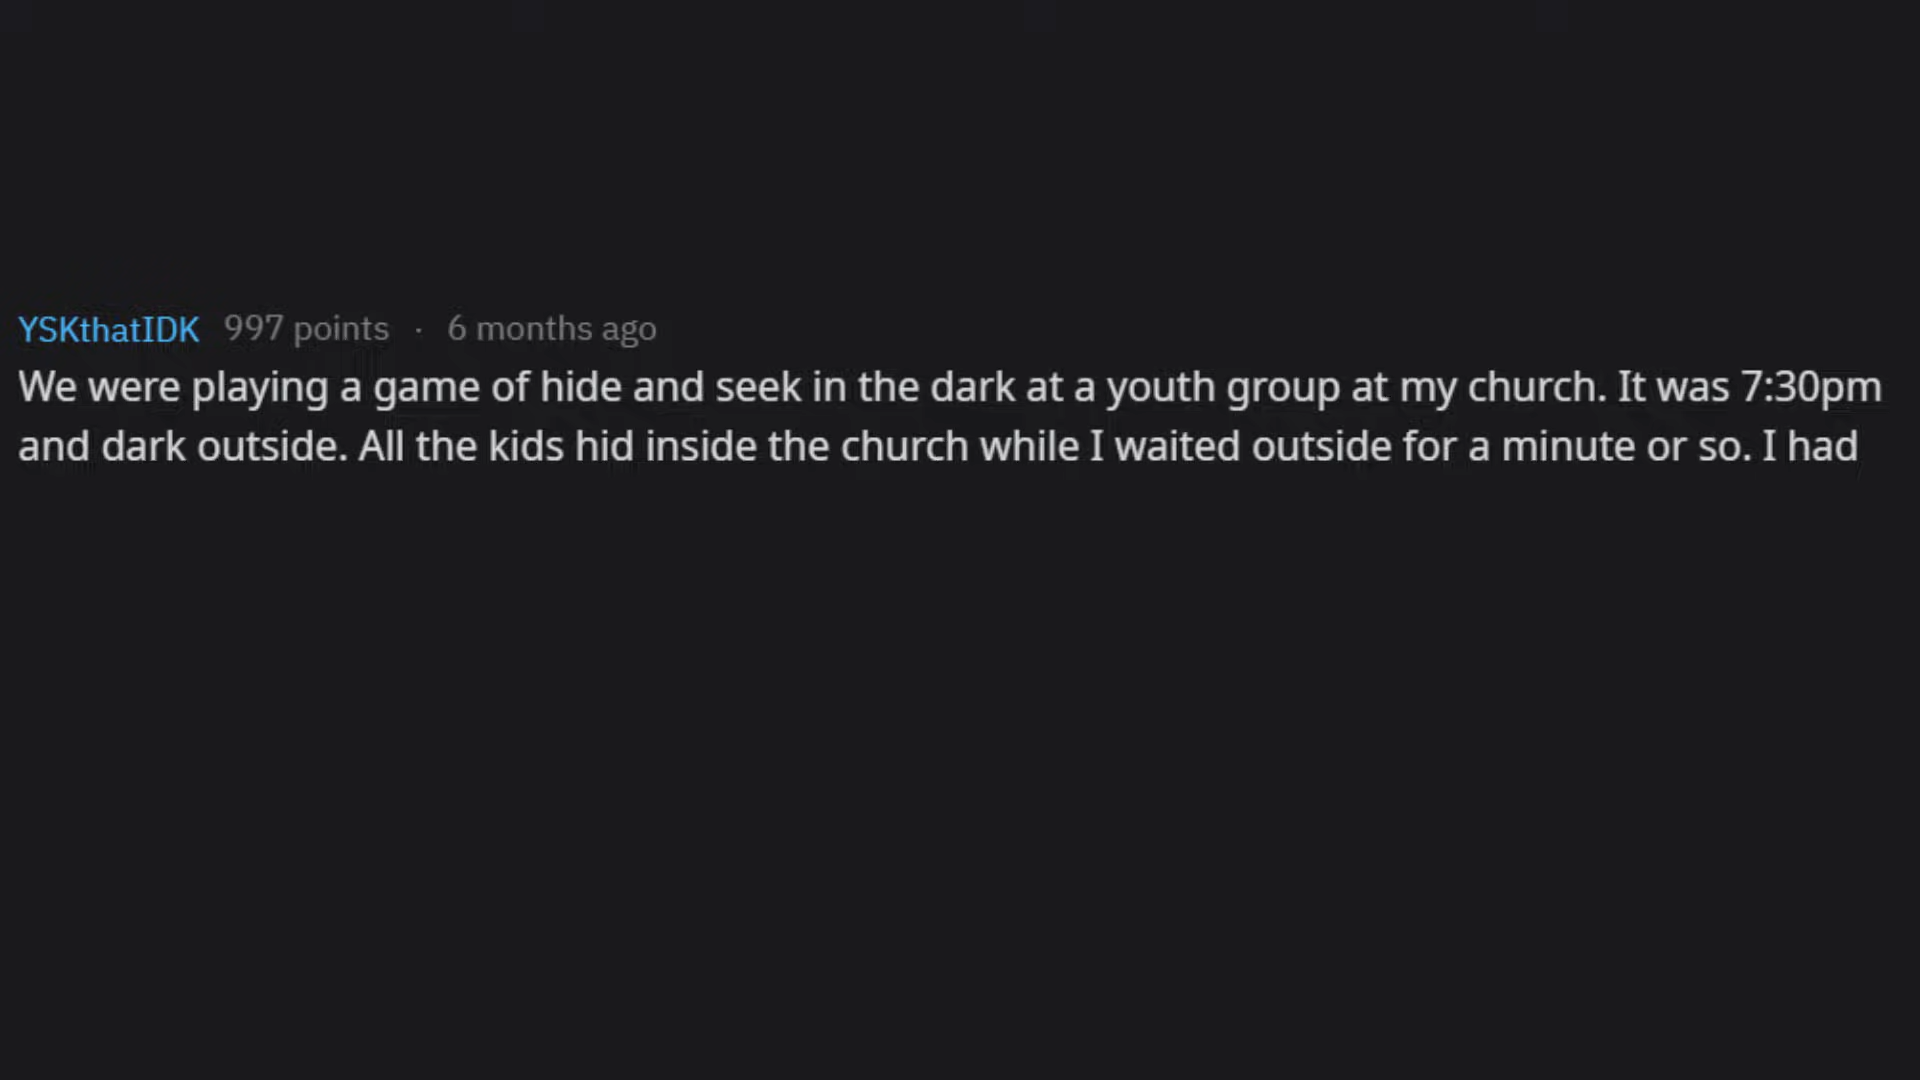 YSKthatIDK 997 points · 6 months ago
We were playing a game of hide and seek in the dark at a youth group at my church. It was 7:30pm
and dark outside. All the kids hid inside the church while I waited outside for a minute or so. I had